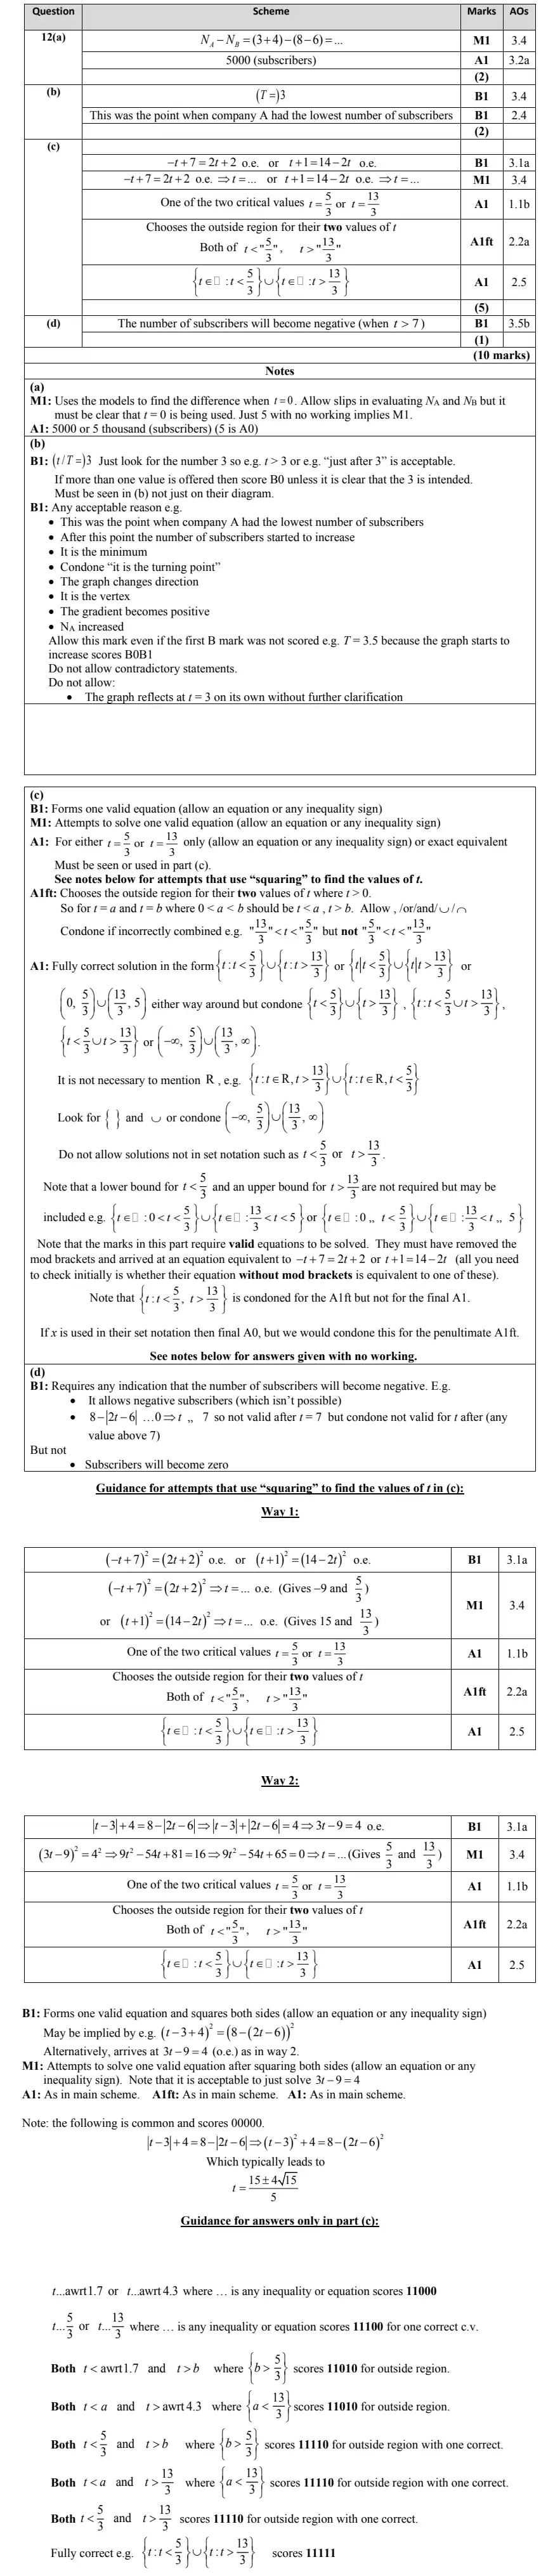 Question Scheme Marks AOs
12(a) N_A − N_B = (3+4) − (8−6) = ... M1 3.4
5000 (subscribers) A1 3.2a
(2)
(b) (T =)3 B1 3.4
This was the point when company A had the lowest number of subscribers B1 2.4
(2)
(c)
−t+7 = 2t+2 o.e. or t+1 = 14−2t o.e. B1 3.1a
−t+7 = 2t+2 o.e. ⇒ t = ... or t+1 = 14−2t o.e. ⇒ t = ... M1 3.4
One of the two critical values t = 5/3 or t = 13/3 A1 1.1b
Chooses the outside region for their two values of t
Both of t < "5/3", t > "13/3" A1ft 2.2a
{t ∈ □ : t < 5/3} ∪ {t ∈ □ : t > 13/3} A1 2.5
(5)
(d) The number of subscribers will become negative (when t > 7) B1 3.5b
(1)
(10 marks)
Notes
(a)
M1: Uses the models to find the difference when t = 0. Allow slips in evaluating N_A and N_B but it
must be clear that t = 0 is being used. Just 5 with no working implies M1.
A1: 5000 or 5 thousand (subscribers) (5 is A0)
(b)
B1: (t / T =)3 Just look for the number 3 so e.g. t > 3 or e.g. “just after 3” is acceptable.
If more than one value is offered then score B0 unless it is clear that the 3 is intended.
Must be seen in (b) not just on their diagram.
B1: Any acceptable reason e.g.
• This was the point when company A had the lowest number of subscribers
• After this point the number of subscribers started to increase
• It is the minimum
• Condone “it is the turning point”
• The graph changes direction
• It is the vertex
• The gradient becomes positive
• N_A increased
Allow this mark even if the first B mark was not scored e.g. T = 3.5 because the graph starts to
increase scores B0B1
Do not allow contradictory statements.
Do not allow:
• The graph reflects at t = 3 on its own without further clarification
(c)
B1: Forms one valid equation (allow an equation or any inequality sign)
M1: Attempts to solve one valid equation (allow an equation or any inequality sign)
A1: For either t = 5/3 or t = 13/3 only (allow an equation or any inequality sign) or exact equivalent
Must be seen or used in part (c).
See notes below for attempts that use “squaring” to find the values of t.
A1ft: Chooses the outside region for their two values of t where t > 0.
So for t = a and t = b where 0 < a < b should be t < a , t > b. Allow , /or/and/∪ /∩
Condone if incorrectly combined e.g. "13/3" < t < "5/3" but not "5/3" < t < "13/3"
A1: Fully correct solution in the form {t : t < 5/3} ∪ {t : t > 13/3} or {t|t < 5/3} ∪ {t|t > 13/3} or
(0, 5/3) ∪ (13/3, 5) either way around but condone {t < 5/3} ∪ {t > 13/3} , {t : t < 5/3 ∪ t > 13/3} ,
{t < 5/3 ∪ t > 13/3} or (−∞, 5/3) ∪ (13/3, ∞).
It is not necessary to mention R , e.g. {t : t ∈ R, t > 13/3} ∪ {t : t ∈ R, t < 5/3}
Look for { } and ∪ or condone (−∞, 5/3) ∪ (13/3, ∞)
Do not allow solutions not in set notation such as t < 5/3 or t > 13/3 .
Note that a lower bound for t < 5/3 and an upper bound for t > 13/3 are not required but may be
included e.g. {t ∈ □ : 0 < t < 5/3} ∪ {t ∈ □ : 13/3 < t < 5} or {t ∈ □ : 0 ,, t < 5/3} ∪ {t ∈ □ : 13/3 < t ,, 5}
Note that the marks in this part require valid equations to be solved. They must have removed the
mod brackets and arrived at an equation equivalent to −t+7 = 2t+2 or t+1 = 14−2t (all you need
to check initially is whether their equation without mod brackets is equivalent to one of these).
Note that {t : t < 5/3, t > 13/3} is condoned for the A1ft but not for the final A1.
If x is used in their set notation then final A0, but we would condone this for the penultimate A1ft.
See notes below for answers given with no working.
(d)
B1: Requires any indication that the number of subscribers will become negative. E.g.
• It allows negative subscribers (which isn’t possible)
• 8−|2t−6| …0 ⇒ t ,, 7 so not valid after t = 7 but condone not valid for t after (any
value above 7)
But not
• Subscribers will become zero
Guidance for attempts that use “squaring” to find the values of t in (c):
Way 1:
(−t+7)² = (2t+2)² o.e. or (t+1)² = (14−2t)² o.e. B1 3.1a
(−t+7)² = (2t+2)² ⇒ t = ... o.e. (Gives −9 and 5/3)
or (t+1)² = (14−2t)² ⇒ t = ... o.e. (Gives 15 and 13/3) M1 3.4
One of the two critical values t = 5/3 or t = 13/3 A1 1.1b
Chooses the outside region for their two values of t
Both of t < "5/3", t > "13/3" A1ft 2.2a
{t ∈ □ : t < 5/3} ∪ {t ∈ □ : t > 13/3} A1 2.5
Way 2:
|t−3|+4 = 8−|2t−6| ⇒ |t−3|+|2t−6| = 4 ⇒ 3t−9 = 4 o.e. B1 3.1a
(3t−9)² = 4² ⇒ 9t² −54t+81 = 16 ⇒ 9t² −54t+65 = 0 ⇒ t = ... (Gives 5/3 and 13/3) M1 3.4
One of the two critical values t = 5/3 or t = 13/3 A1 1.1b
Chooses the outside region for their two values of t
Both of t < "5/3", t > "13/3" A1ft 2.2a
{t ∈ □ : t < 5/3} ∪ {t ∈ □ : t > 13/3} A1 2.5
B1: Forms one valid equation and squares both sides (allow an equation or any inequality sign)
May be implied by e.g. (t−3+4)² = (8−(2t−6))²
Alternatively, arrives at 3t−9 = 4 (o.e.) as in way 2.
M1: Attempts to solve one valid equation after squaring both sides (allow an equation or any
inequality sign). Note that it is acceptable to just solve 3t−9 = 4
A1: As in main scheme. A1ft: As in main scheme. A1: As in main scheme.
Note: the following is common and scores 00000.
|t−3|+4 = 8−|2t−6| ⇒ (t−3)² +4 = 8−(2t−6)²
Which typically leads to
t = (15±4√15)/5
Guidance for answers only in part (c):
t...awrt1.7 or t...awrt 4.3 where … is any inequality or equation scores 11000
t...5/3 or t...13/3 where … is any inequality or equation scores 11100 for one correct c.v.
Both t < awrt1.7 and t > b where {b > 5/3} scores 11010 for outside region.
Both t < a and t > awrt 4.3 where {a < 13/3} scores 11010 for outside region.
Both t < 5/3 and t > b where {b > 5/3} scores 11110 for outside region with one correct.
Both t < a and t > 13/3 where {a < 13/3} scores 11110 for outside region with one correct.
Both t < 5/3 and t > 13/3 scores 11110 for outside region with one correct.
Fully correct e.g. {t : t < 5/3} ∪ {t : t > 13/3} scores 11111